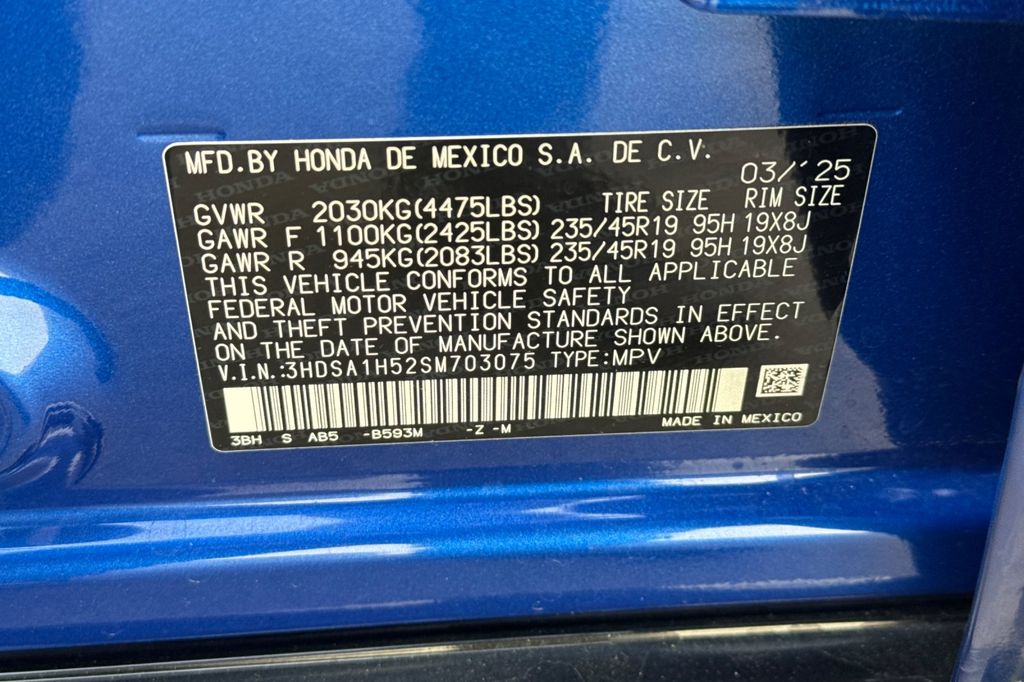 MFD.BY HONDA DE MEXICO S.A. DE C.V. 03/'25
GVWR 2030KG(4475LBS) TIRE SIZE RIM SIZE
GAWR F 1100KG(2425LBS) 235/45R19 95H 19X8J
GAWR R 945KG(2083LBS) 235/45R19 95H 19X8J
THIS VEHICLE CONFORMS TO ALL APPLICABLE
FEDERAL MOTOR VEHICLE SAFETY
AND THEFT PREVENTION STANDARDS IN EFFECT
ON THE DATE OF MANUFACTURE SHOWN ABOVE.
V.I.N.:3HDSA1H52SM703075 TYPE:MPV
3BH S AB5 -B593M -Z -M MADE IN MEXICO